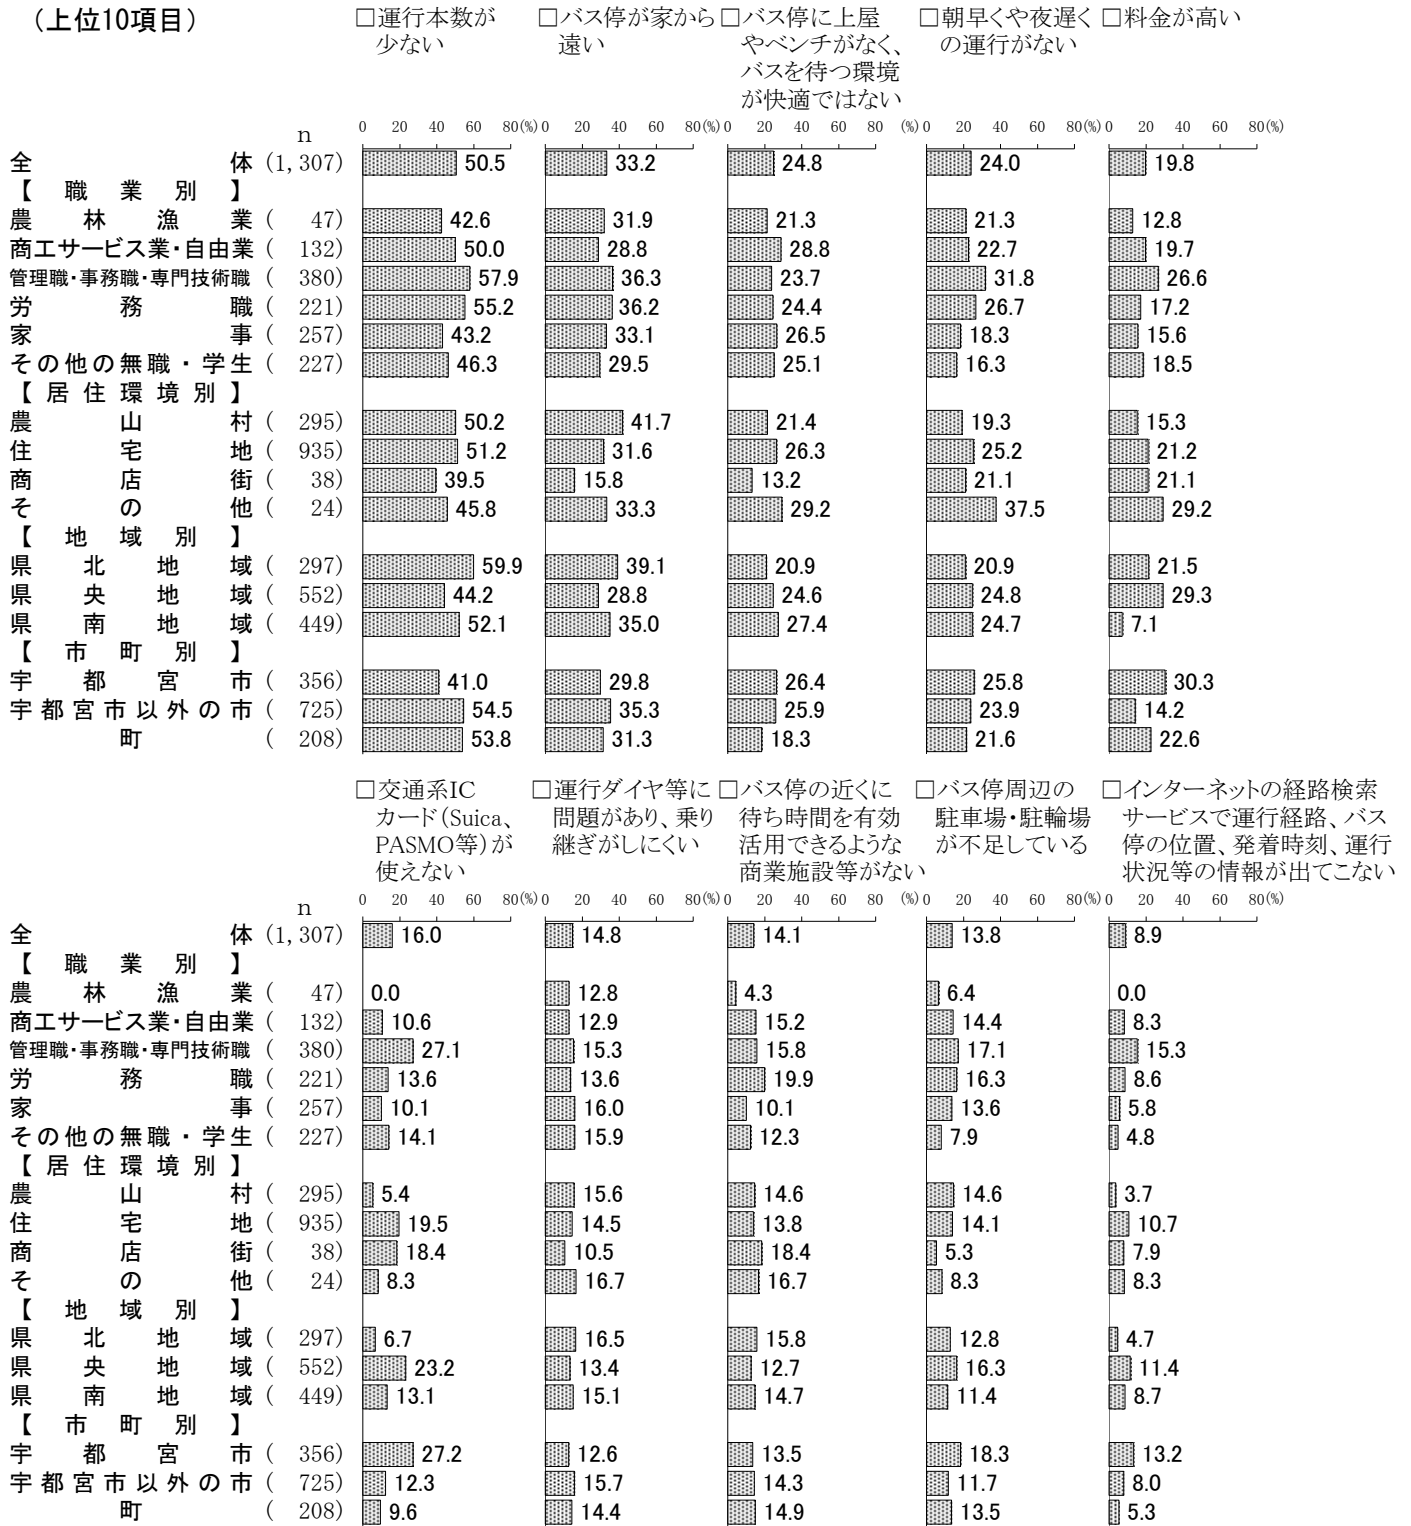 （上位10項目）
□運行本数が
少ない
□バス停が家から
遠い
□バス停に上屋
やベンチがなく、
バスを待つ環境
が快適ではない
□朝早くや夜遅く
の運行がない
□料金が高い
n
0 20 40 60 80(%) 0 20 40 60 80(%) 0 20 40 60 80 (%) 0 20 40 60 80(%) 0 20 40 60 80(%)
全体 (1,307) 50.5 33.2 24.8 24.0 19.8
【職業別】
農林漁業 ( 47) 42.6 31.9 21.3 21.3 12.8
商工サービス業・自由業 ( 132) 50.0 28.8 28.8 22.7 19.7
管理職・事務職・専門技術職 ( 380) 57.9 36.3 23.7 31.8 26.6
労務職 ( 221) 55.2 36.2 24.4 26.7 17.2
家事 ( 257) 43.2 33.1 26.5 18.3 15.6
その他の無職・学生 ( 227) 46.3 29.5 25.1 16.3 18.5
【居住環境別】
農山村 ( 295) 50.2 41.7 21.4 19.3 15.3
住宅地 ( 935) 51.2 31.6 26.3 25.2 21.2
商店街 ( 38) 39.5 15.8 13.2 21.1 21.1
その他 ( 24) 45.8 33.3 29.2 37.5 29.2
【地域別】
県北地域 ( 297) 59.9 39.1 20.9 20.9 21.5
県央地域 ( 552) 44.2 28.8 24.6 24.8 29.3
県南地域 ( 449) 52.1 35.0 27.4 24.7 7.1
【市町別】
宇都宮市 ( 356) 41.0 29.8 26.4 25.8 30.3
宇都宮市以外の市 ( 725) 54.5 35.3 25.9 23.9 14.2
町 ( 208) 53.8 31.3 18.3 21.6 22.6
□交通系IC
カード（Suica、
PASMO等）が
使えない
□運行ダイヤ等に
問題があり、乗り
継ぎがしにくい
□バス停の近くに
待ち時間を有効
活用できるような
商業施設等がない
□バス停周辺の
駐車場・駐輪場
が不足している
□インターネットの経路検索
サービスで運行経路、バス
停の位置、発着時刻、運行
状況等の情報が出てこない
n
0 20 40 60 80(%) 0 20 40 60 80(%) 0 20 40 60 80 (%) 0 20 40 60 80(%) 0 20 40 60 80(%)
全体 (1,307) 16.0 14.8 14.1 13.8 8.9
【職業別】
農林漁業 ( 47) 0.0 12.8 4.3 6.4 0.0
商工サービス業・自由業 ( 132) 10.6 12.9 15.2 14.4 8.3
管理職・事務職・専門技術職 ( 380) 27.1 15.3 15.8 17.1 15.3
労務職 ( 221) 13.6 13.6 19.9 16.3 8.6
家事 ( 257) 10.1 16.0 10.1 13.6 5.8
その他の無職・学生 ( 227) 14.1 15.9 12.3 7.9 4.8
【居住環境別】
農山村 ( 295) 5.4 15.6 14.6 14.6 3.7
住宅地 ( 935) 19.5 14.5 13.8 14.1 10.7
商店街 ( 38) 18.4 10.5 18.4 5.3 7.9
その他 ( 24) 8.3 16.7 16.7 8.3 8.3
【地域別】
県北地域 ( 297) 6.7 16.5 15.8 12.8 4.7
県央地域 ( 552) 23.2 13.4 12.7 16.3 11.4
県南地域 ( 449) 13.1 15.1 14.7 11.4 8.7
【市町別】
宇都宮市 ( 356) 27.2 12.6 13.5 18.3 13.2
宇都宮市以外の市 ( 725) 12.3 15.7 14.3 11.7 8.0
町 ( 208) 9.6 14.4 14.9 13.5 5.3